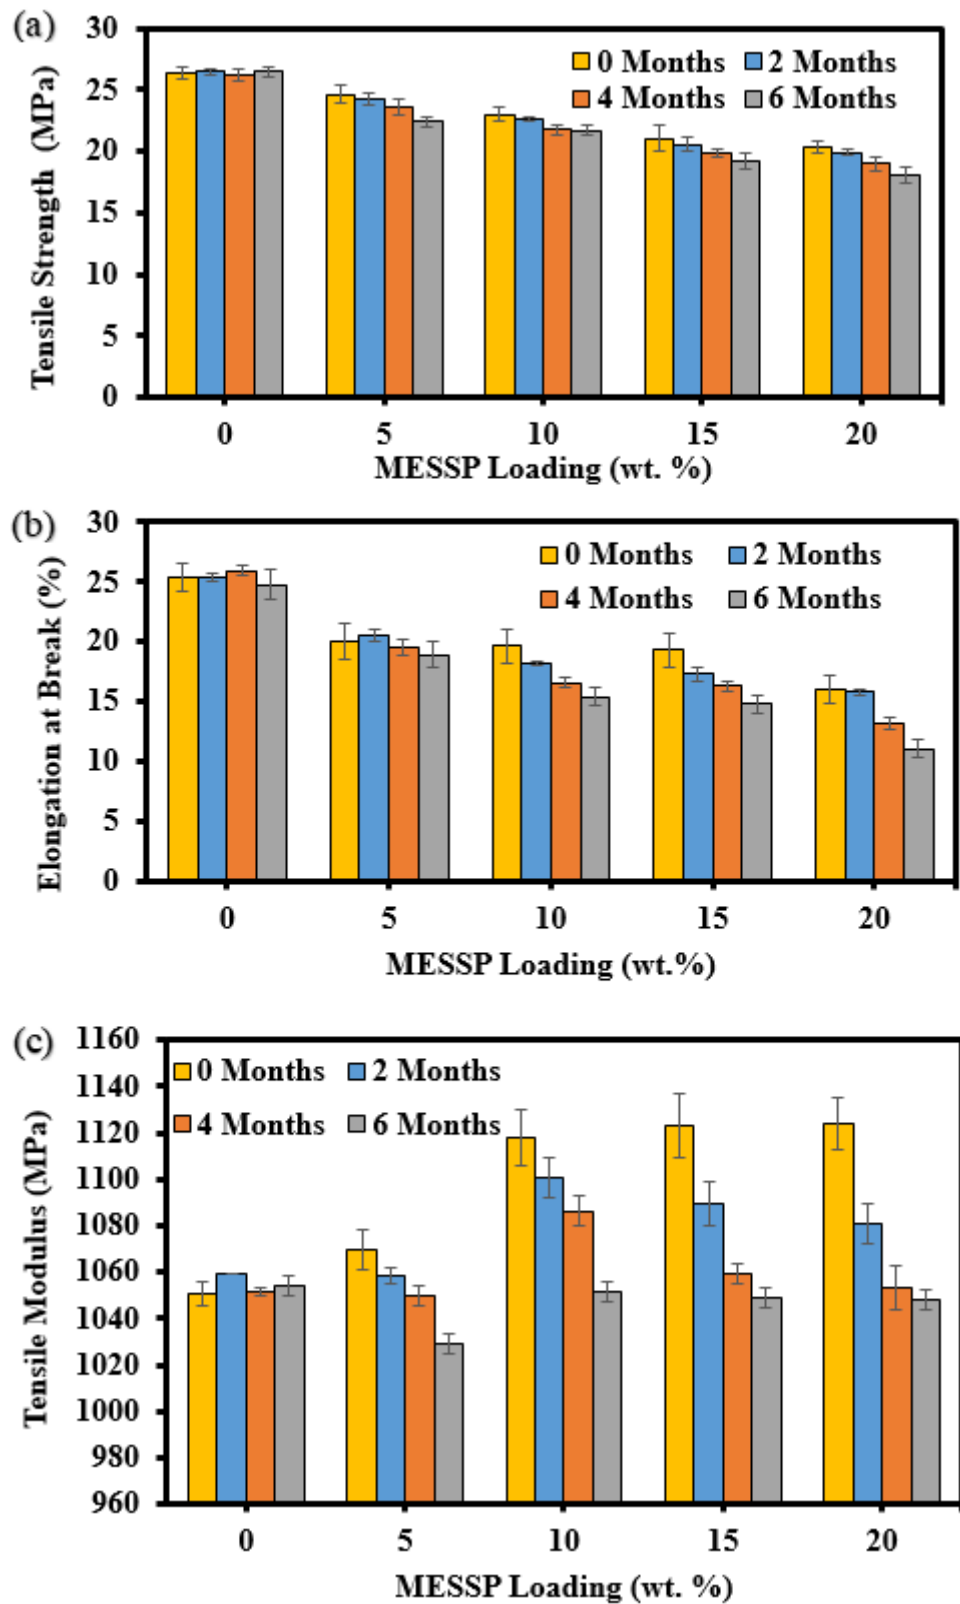 (a)
30
25
20
15
10
5
0
Tensile Strength (MPa)
0 Months 2 Months
4 Months 6 Months
0 5 10 15 20
MESSP Loading (wt. %)
(b)
30
25
20
15
10
5
0
Elongation at Break (%)
0 Months 2 Months
4 Months 6 Months
0 5 10 15 20
MESSP Loading (wt.%)
(c)
1160
1140
1120
1100
1080
1060
1040
1020
1000
980
960
Tensile Modulus (MPa)
0 Months 2 Months
4 Months 6 Months
0 5 10 15 20
MESSP Loading (wt. %)